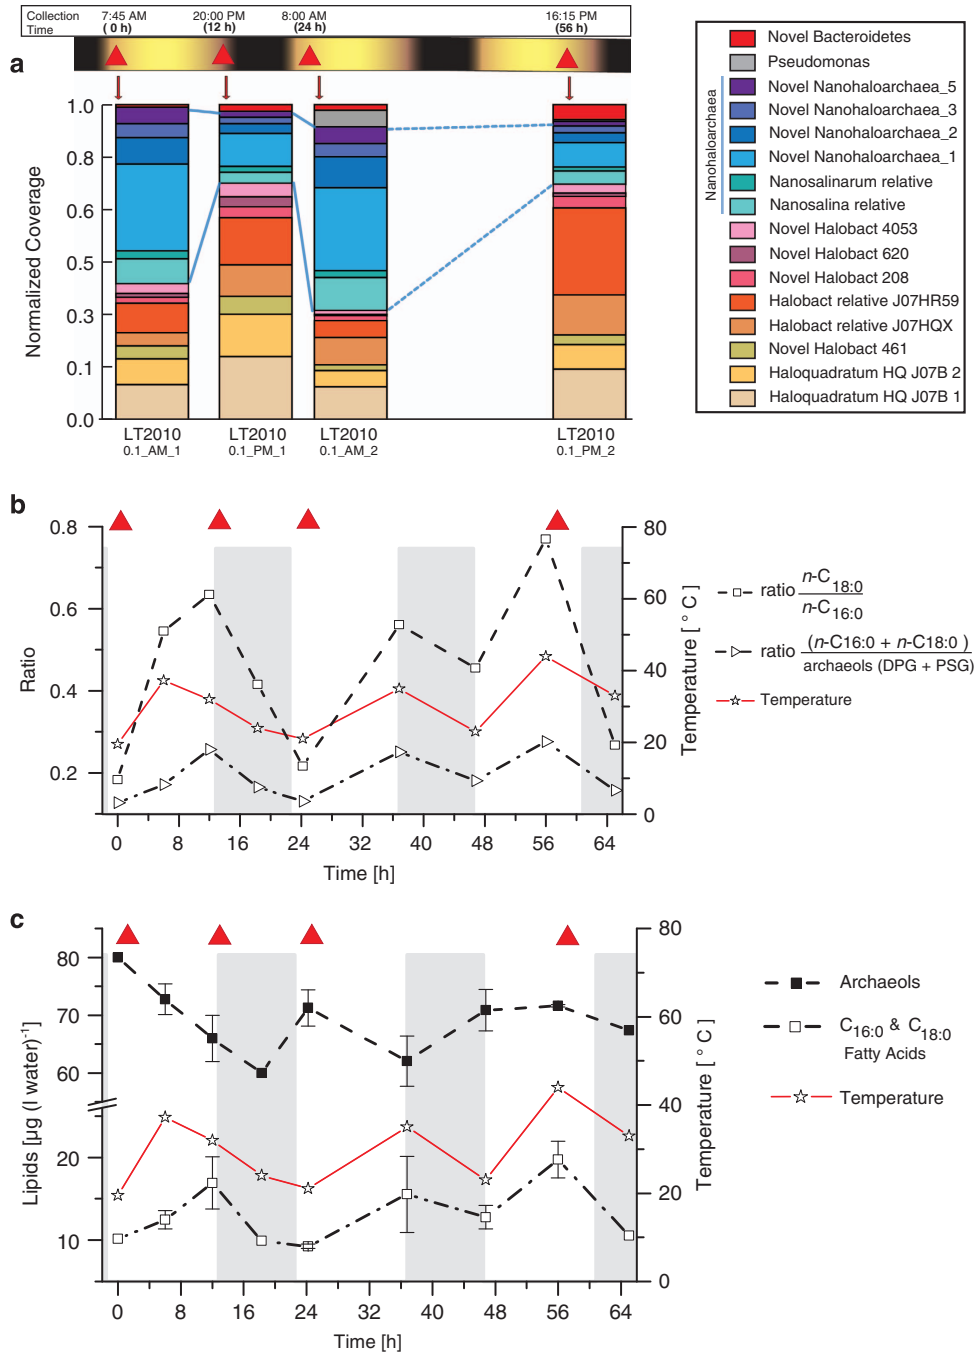 Collection 7:45 AM 20:00 PM 8:00 AM 16:15 PM
Time ( 0 h) (12 h) (24 h) (56 h)
a
Normalized Coverage
1.0
0.8
0.6
0.5
0.3
0.1
0.0
LT2010 LT2010 LT2010 LT2010
0.1_AM_1 0.1_PM_1 0.1_AM_2 0.1_PM_2
Novel Bacteroidetes
Pseudomonas
Nanohaloarchaea
Novel Nanohaloarchaea_5
Novel Nanohaloarchaea_3
Novel Nanohaloarchaea_2
Novel Nanohaloarchaea_1
Nanosalinarum relative
Nanosalina relative
Novel Halobact 4053
Novel Halobact 620
Novel Halobact 208
Halobact relative J07HR59
Halobact relative J07HQX
Novel Halobact 461
Haloquadratum HQ J07B 2
Haloquadratum HQ J07B 1
b
Ratio
0.8
0.6
0.4
0.2
0 8 16 24 32 40 48 56 64
Time [h]
80
60
40
20
0
Temperature [ ° C ]
ratio n-C18:0
n-C16:0
ratio (n-C16:0 + n-C18:0 )
archaeols (DPG + PSG)
Temperature
c
Lipids [µg (l water)-1]
80
70
60
20
10
0 8 16 24 32 40 48 56 64
Time [h]
80
60
40
20
0
Temperature [ ° C ]
Archaeols
C16:0 & C18:0
Fatty Acids
Temperature